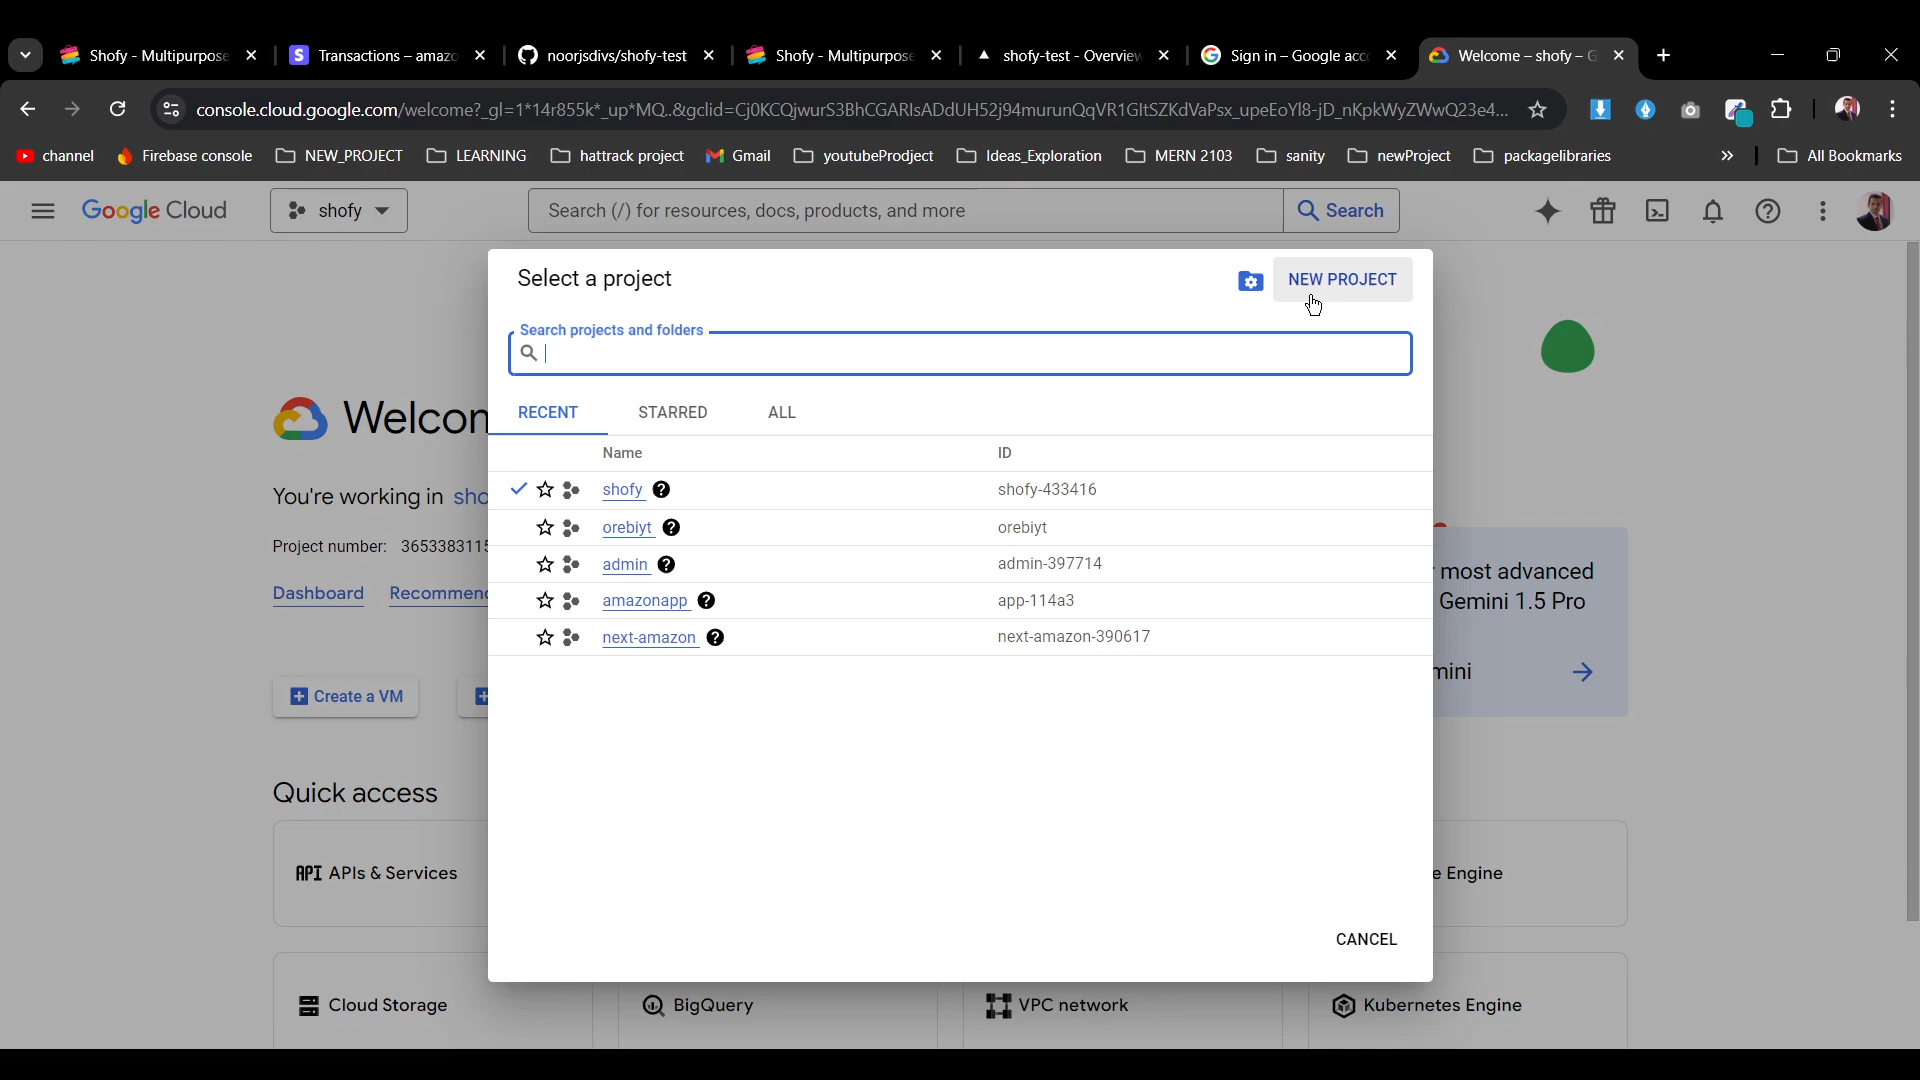 Shofy - Multipurpose
Transactions – amazo
noorjsdivs/shofy-test
Shofy - Multipurpose
shofy-test - Overview
Sign in – Google acc
Welcome – shofy – G
console.cloud.google.com/welcome?_gl=1*14r855k*_up*MQ..&gclid=Cj0KCQjwurS3BhCGARIsADdUH52j94murunQqVR1GItSZKdVaPsx_upeEoYl8-jD_nKpkWyZWwQ23e4...
channel
Firebase console
NEW_PROJECT
LEARNING
hattrack project
Gmail
youtubeProdject
Ideas_Exploration
MERN 2103
sanity
newProject
packagelibraries
All Bookmarks
Google Cloud
shofy
Search (/) for resources, docs, products, and more
Search
Select a project
NEW PROJECT
Search projects and folders
RECENT
STARRED
ALL
Name
ID
shofy
shofy-433416
orebiyt
orebiyt
admin
admin-397714
amazonapp
app-114a3
next-amazon
next-amazon-390617
CANCEL
Welcon
You're working in sho
Project number: 3653383115
Dashboard
Recommend
most advanced
Gemini 1.5 Pro
mini
Create a VM
Quick access
API APIs & Services
e Engine
Cloud Storage
BigQuery
VPC network
Kubernetes Engine